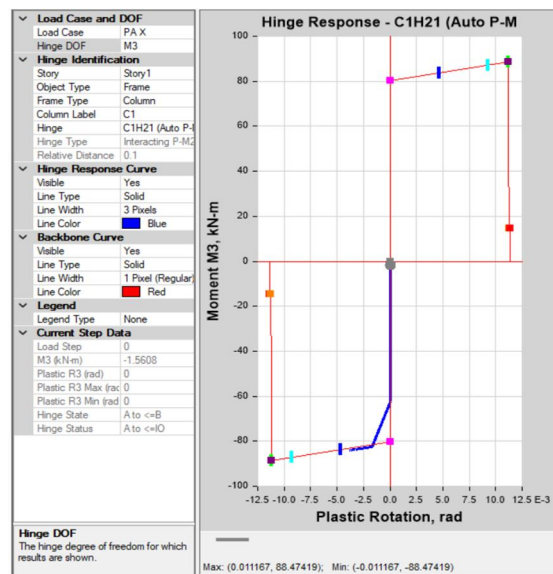 Load Case and DOF
Load Case PA X
Hinge DOF M3
Hinge Identification
Story Story1
Object Type Frame
Frame Type Column
Column Label C1
Hinge C1H21 (Auto P-I
Hinge Type Interacting P-M2
Relative Distance 0.1
Hinge Response Curve
Visible Yes
Line Type Solid
Line Width 3 Pixels
Line Color Blue
Backbone Curve
Visible Yes
Line Type Solid
Line Width 1 Pixel (Regular)
Line Color Red
Legend
Legend Type None
Current Step Data
Load Step 0
M3 (kN-m) -1.5608
Plastic R3 (rad) 0
Plastic R3 Max (rad 0
Plastic R3 Min (rad 0
Hinge State A to <=B
Hinge Status A to <=IO
Hinge DOF
The hinge degree of freedom for which
results are shown.
Hinge Response - C1H21 (Auto P-M
Moment M3, kN-m
100
80
60
40
20
0
-20
-40
-60
-80
-100
-12.5 -10.0 -7.5 -5.0 -2.5 0.0 2.5 5.0 7.5 10.0 12.5 E-3
Plastic Rotation, rad
Max: (0.011167, 88.47419); Min: (-0.011167, -88.47419)